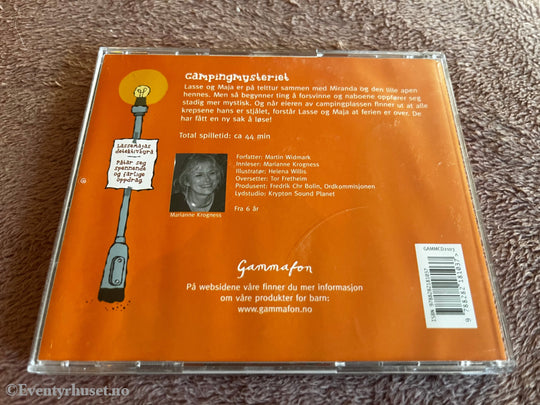 Campingmysteriet
Lasse og Maja er på telttur sammen med Miranda og den lille apen
hennes. Men så begynner ting å forsvinne og naboene oppfører seg
stadig mer mystisk. Og når eieren av campingplassen finner ut at alle
krepsene hans er stjålet, forstår Lasse og Maja at ferien er over. De
har fått en ny sak å løse!
Total spilletid: ca 44 min
LasseMajas
detektivbyrå
Påtar seg
spennende
og farlige
oppdrag
Forfatter: Martin Widmark
Innleser: Marianne Krogness
Illustratør: Helena Willis
Oversetter: Tor Fretheim
Produsent: Fredrik Chr Bolin, Ordkommisjonen
Lydstudio: Krypton Sound Planet
Fra 6 år
Marianne Krogness
Gammafon
På websidene våre finner du mer informasjon
om våre produkter for barn:
www.gammafon.no
©Eventyrhuset.no